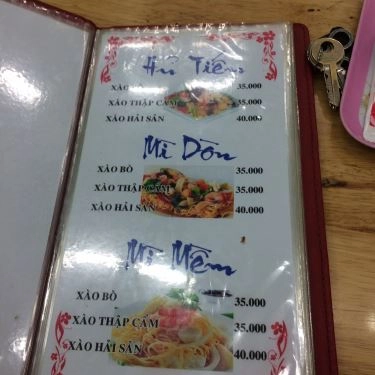 Hủ Tiếu
XÀO BÒ 35.000
XÀO THẬP CẨM 35.000
XÀO HẢI SẢN 40.000
Mì Dòn
XÀO BÒ 35.000
XÀO THẬP CẨM 35.000
XÀO HẢI SẢN 40.000
Mì Mềm
XÀO BÒ 35.000
XÀO THẬP CẨM 35.000
XÀO HẢI SẢN 40.000